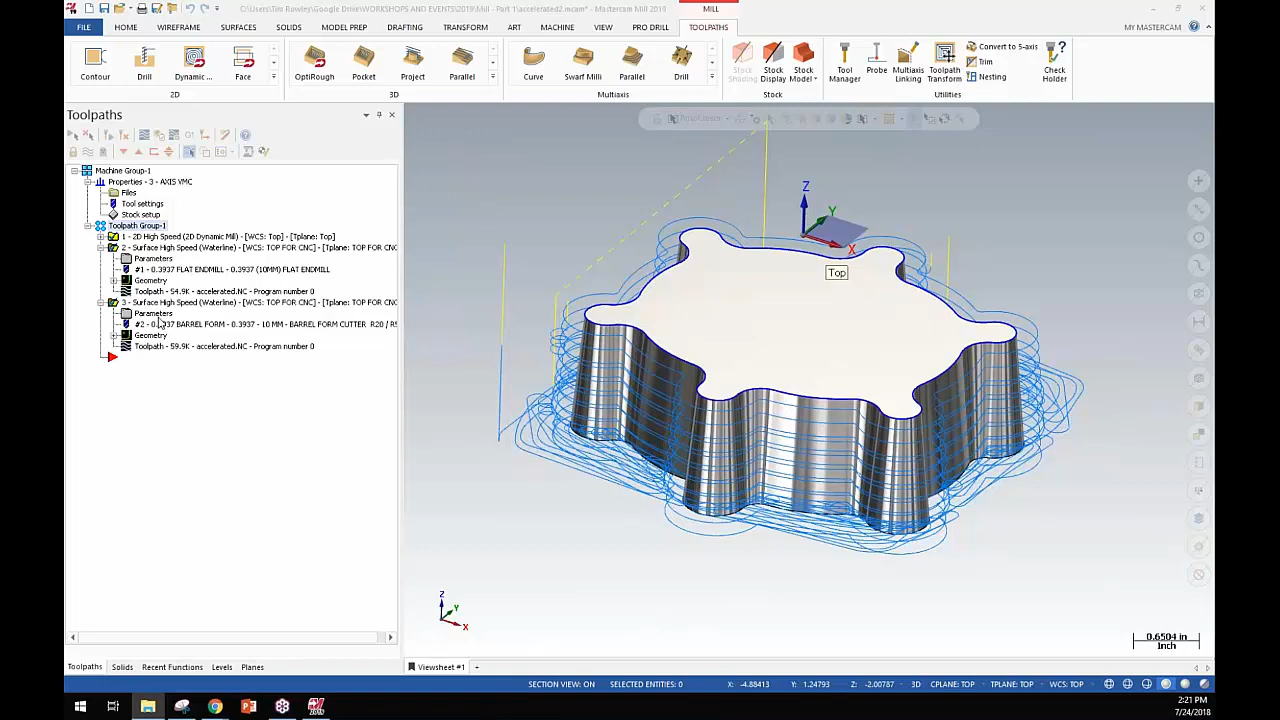 C:\Users\Tim Rowley\Google Drive\WORKSHOPS AND EVENTS\2019\Mill - Part 1\accelerated2.mcam* - Mastercam Mill 2019
MILL
FILE HOME WIREFRAME SURFACES SOLIDS MODEL PREP DRAFTING TRANSFORM ART MACHINE VIEW PRO DRILL TOOLPATHS MY MASTERCAM
Contour Drill Dynamic ... Face OptiRough Pocket Project Parallel Curve Swarf Milli Parallel Drill Stock Shading Stock Display Stock Model Tool Manager Probe Multiaxis Linking Toolpath Transform Convert to 5-axis Trim Nesting Check Holder
2D 3D Multiaxis Stock Utilities
Toolpaths
Machine Group-1
Properties - 3 - AXIS VMC
Files
Tool settings
Stock setup
Toolpath Group-1
1 - 2D High Speed (2D Dynamic Mill) - [WCS: Top] - [Tplane: Top]
2 - Surface High Speed (Waterline) - [WCS: TOP FOR CNC] - [Tplane: TOP FOR CNC
Parameters
#1 - 0.3937 FLAT ENDMILL - 0.3937 (10MM) FLAT ENDMILL
Geometry
Toolpath - 54.9K - accelerated.NC - Program number 0
3 - Surface High Speed (Waterline) - [WCS: TOP FOR CNC] - [Tplane: TOP FOR CNC
Parameters
#2 - 0.3937 BARREL FORM - 0.3937 - 10 MM - BARREL FORM CUTTER R20 / R5
Geometry
Toolpath - 59.9K - accelerated.NC - Program number 0
Z
Y
X
Top
Z
Y
X
0.6504 in
Inch
Toolpaths Solids Recent Functions Levels Planes Viewsheet #1 +
SECTION VIEW: ON SELECTED ENTITIES: 0 X: -4.88413 Y: 1.24793 Z: -2.00787 3D CPLANE: TOP TPLANE: TOP WCS: TOP
2:21 PM
7/24/2018